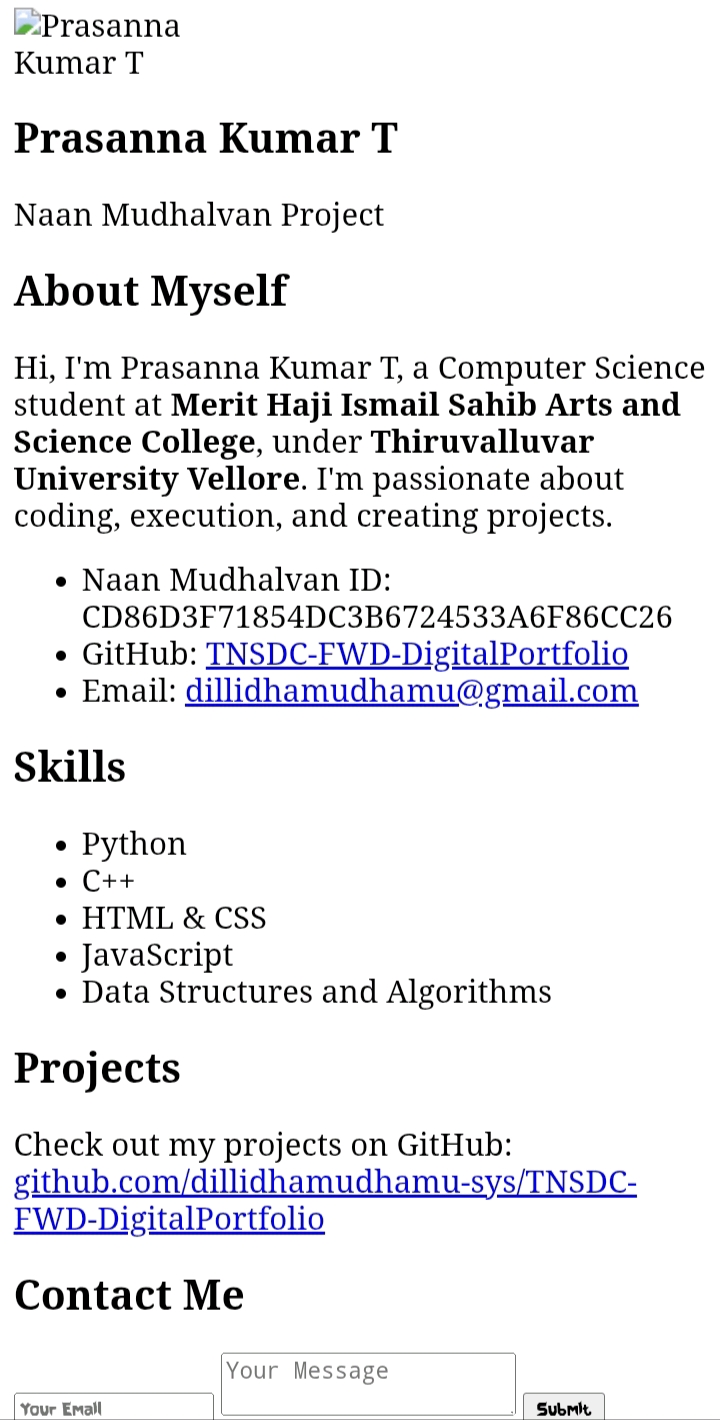 Prasanna
Kumar T
Prasanna Kumar T
Naan Mudhalvan Project
About Myself
Hi, I'm Prasanna Kumar T, a Computer Science
student at Merit Haji Ismail Sahib Arts and
Science College, under Thiruvalluvar
University Vellore. I'm passionate about
coding, execution, and creating projects.
• Naan Mudhalvan ID:
CD86D3F71854DC3B6724533A6F86CC26
• GitHub: TNSDC-FWD-DigitalPortfolio
• Email: dillidhamudhamu@gmail.com
Skills
• Python
• C++
• HTML & CSS
• JavaScript
• Data Structures and Algorithms
Projects
Check out my projects on GitHub:
github.com/dillidhamudhamu-sys/TNSDC-
FWD-DigitalPortfolio
Contact Me
Your Message
Your Email Submit